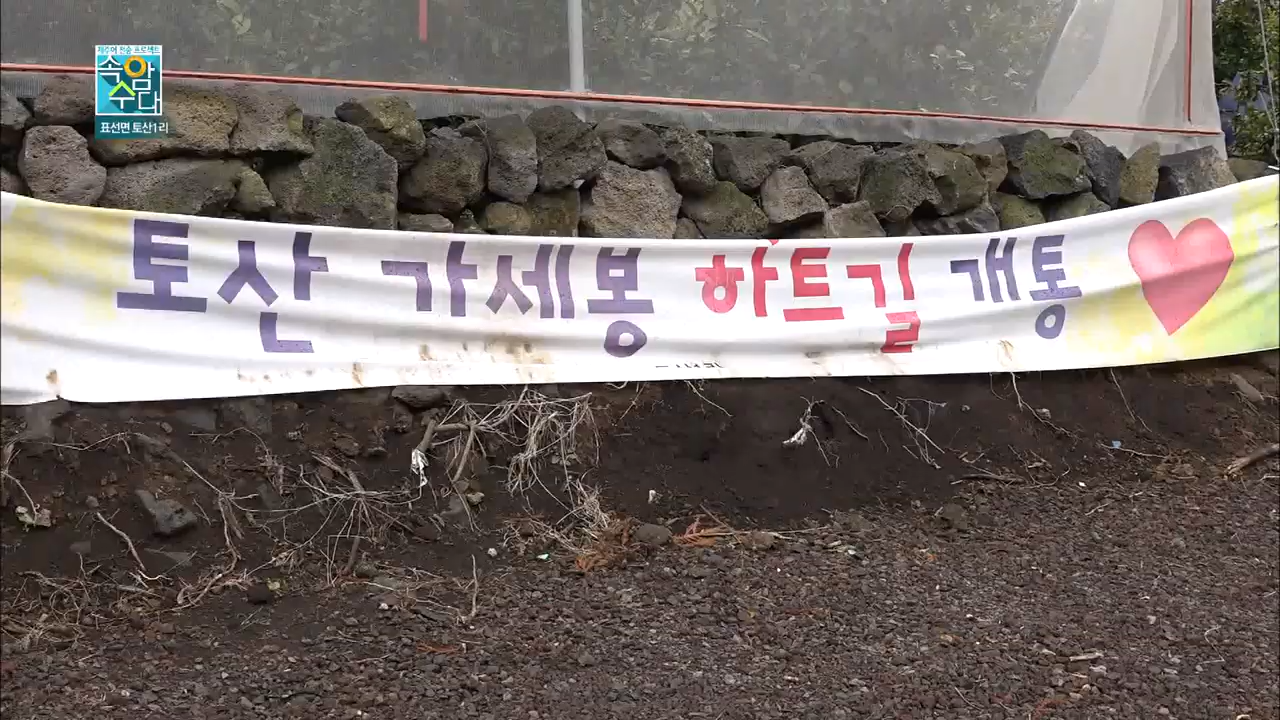 제주어 전승 프로젝트
속암수다
표선면 토산1리
토산 가세봉 하트길 개통